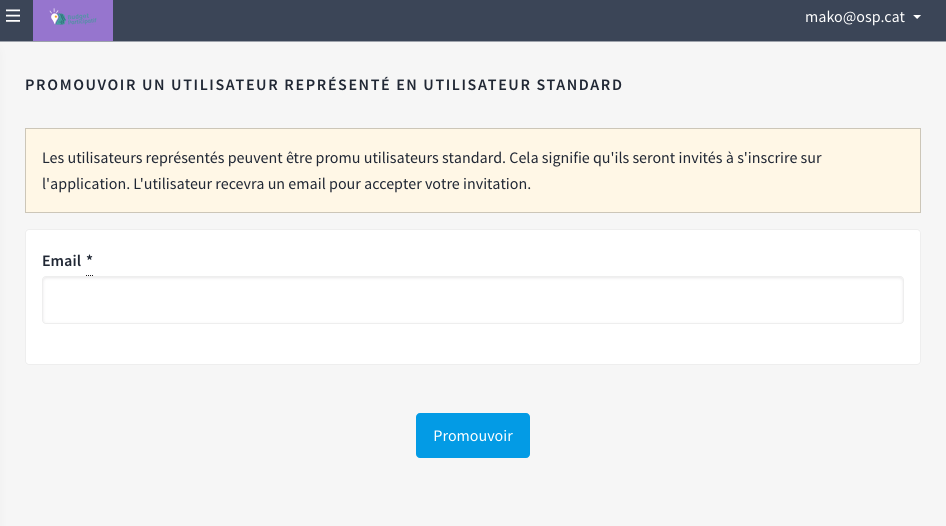 mako@osp.cat
PROMOUVOIR UN UTILISATEUR REPRÉSENTÉ EN UTILISATEUR STANDARD
Les utilisateurs représentés peuvent être promu utilisateurs standard. Cela signifie qu'ils seront invités à s'inscrire sur
l'application. L'utilisateur recevra un email pour accepter votre invitation.
Email *
Promouvoir